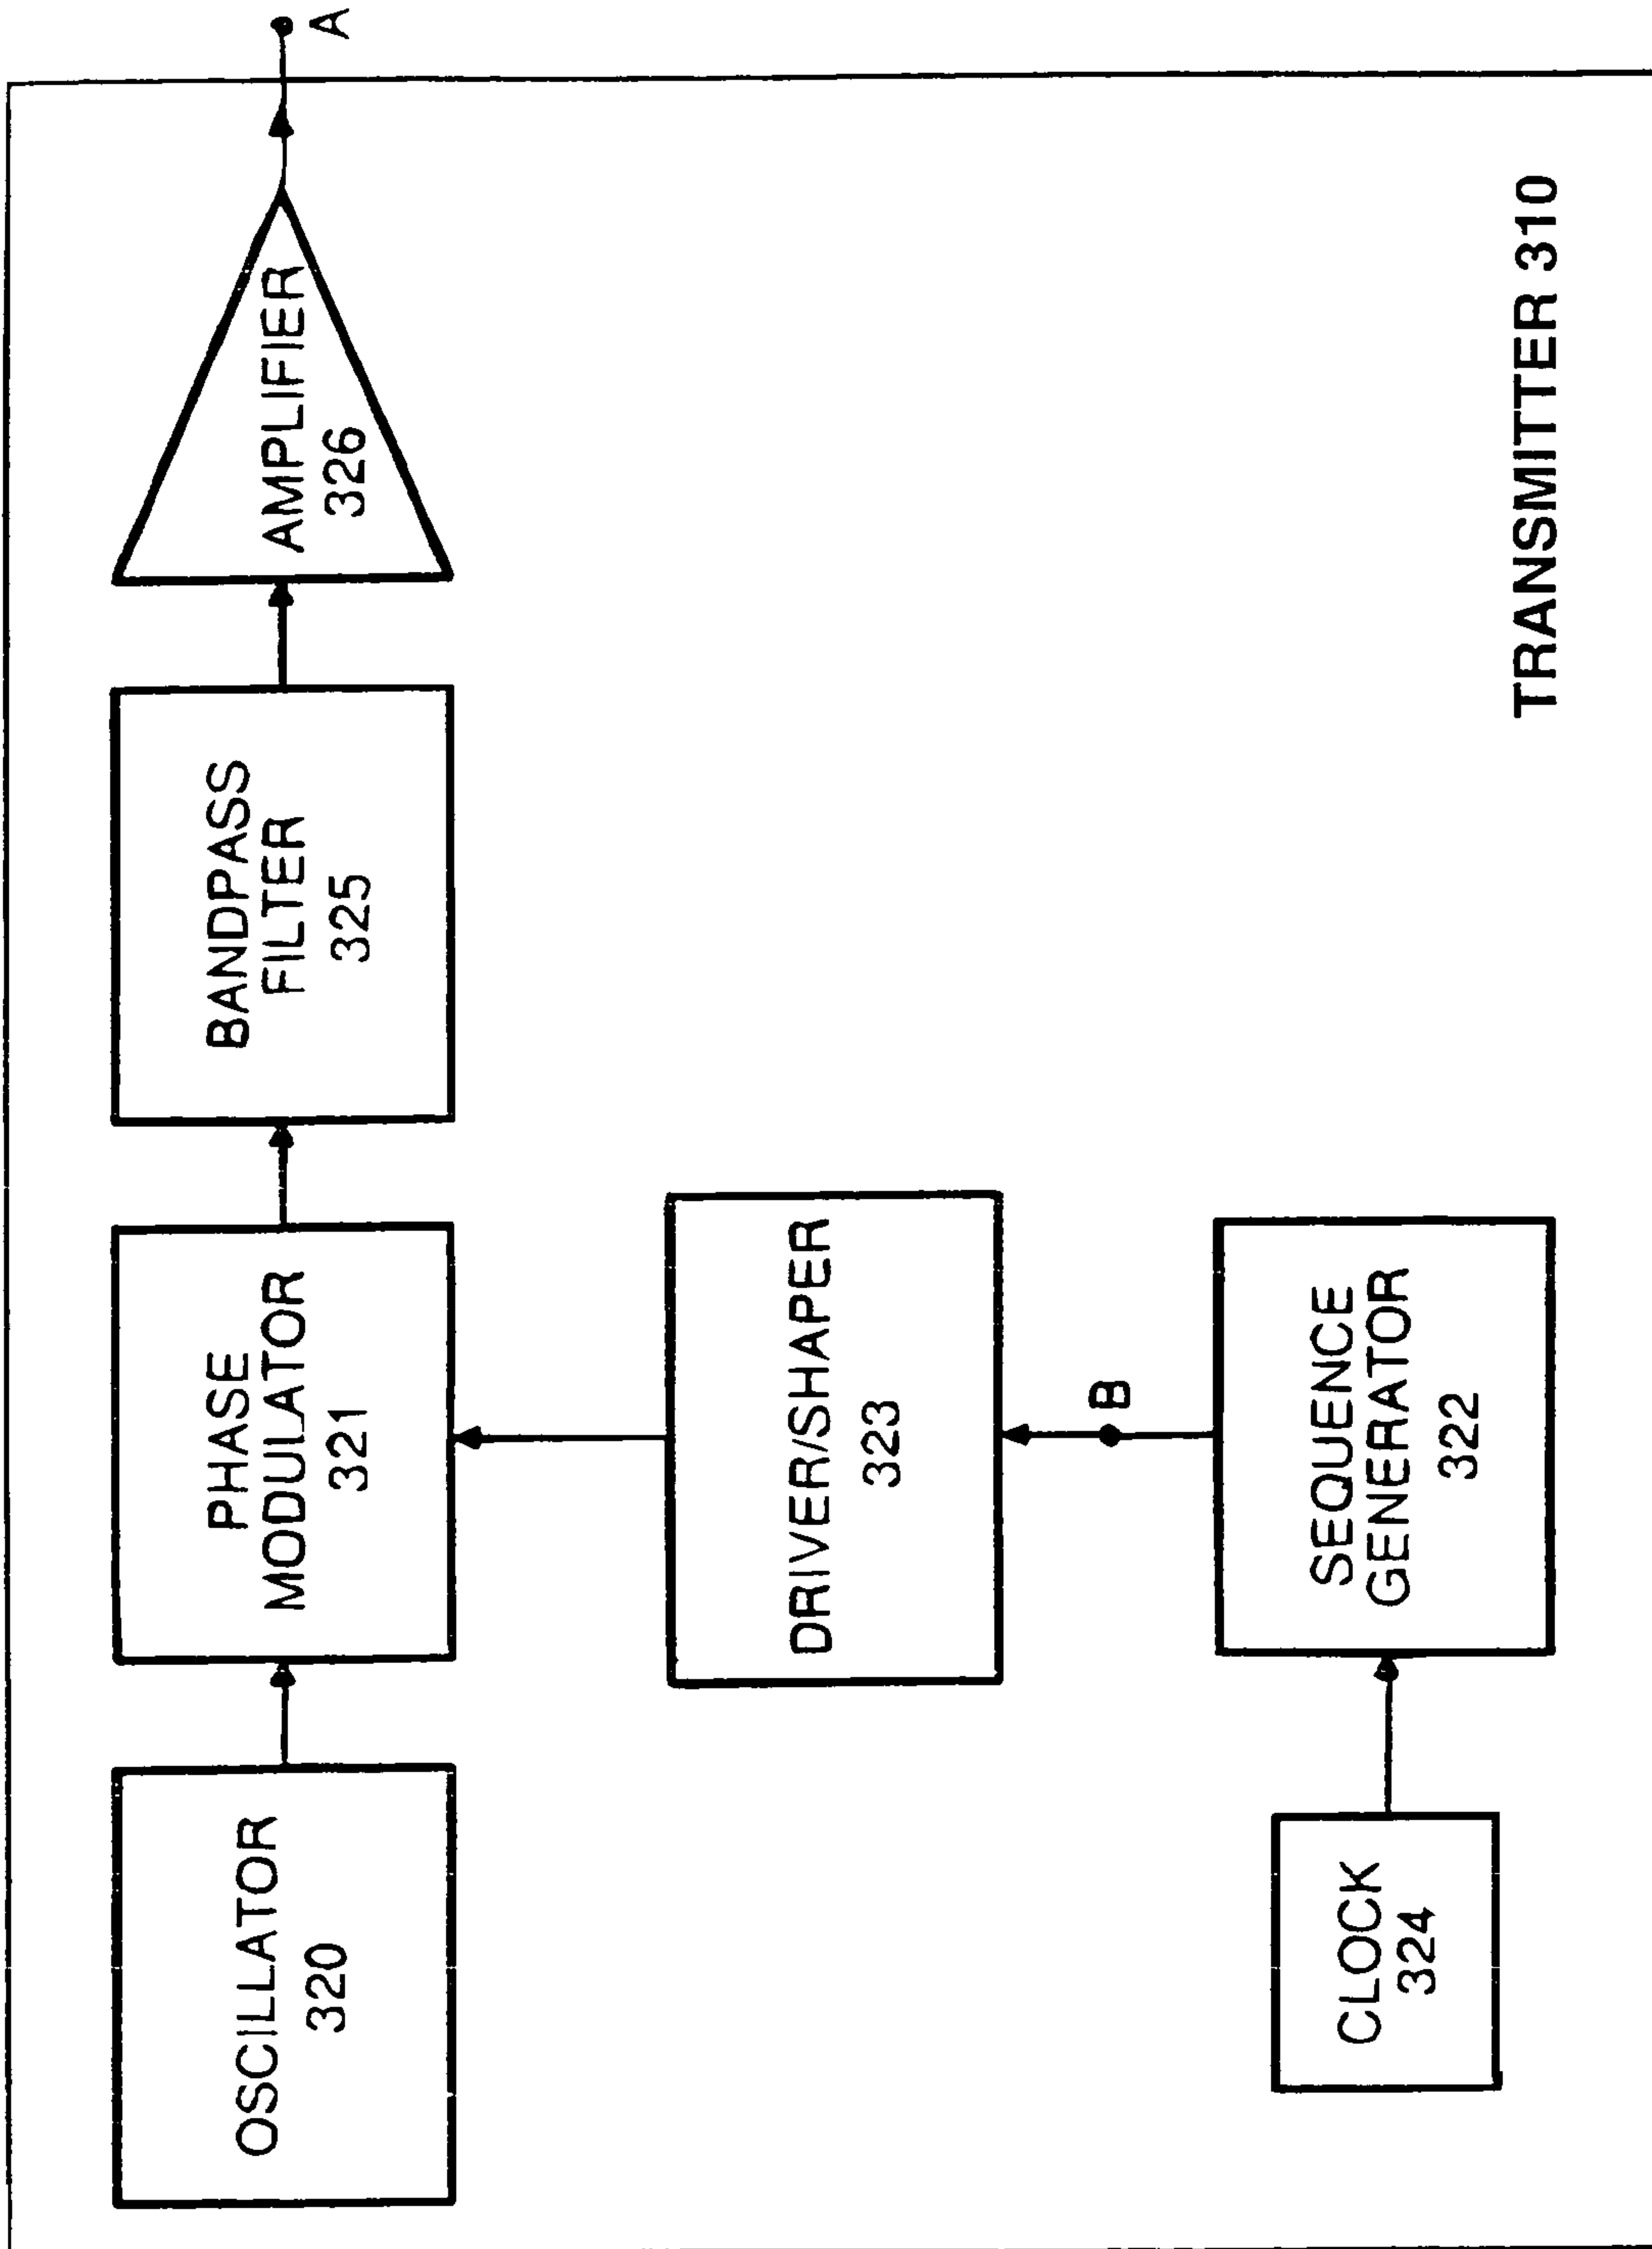 OSCILLATOR
320
PHASE
MODULATOR
321
BANDPASS
FILTER
325
AMPLIFIER
326
A
DRIVER/SHAPER
323
B
CLOCK
324
SEQUENCE
GENERATOR
322
TRANSMITTER 310